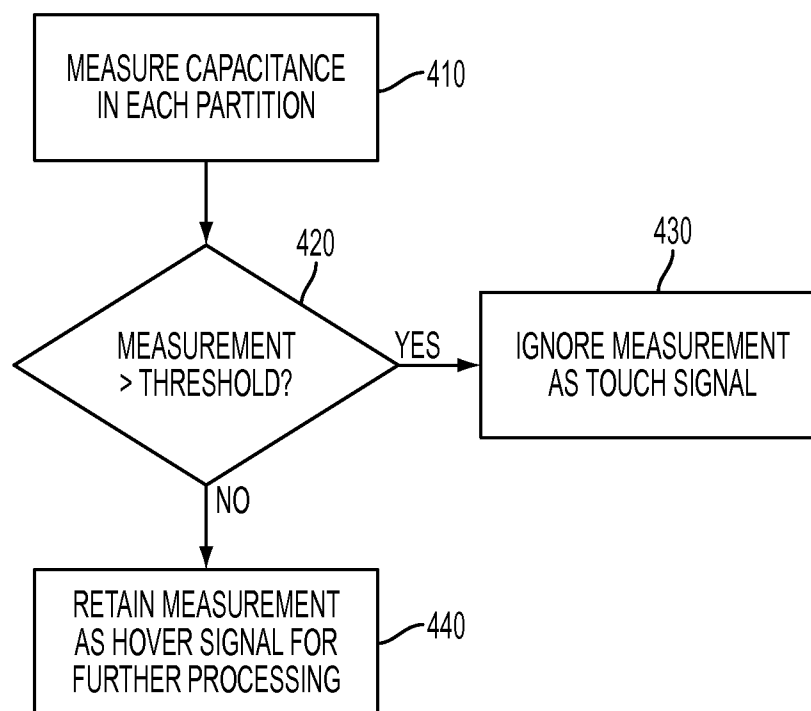 MEASURE CAPACITANCE
IN EACH PARTITION
410
420
MEASUREMENT
> THRESHOLD?
YES
430
IGNORE MEASUREMENT
AS TOUCH SIGNAL
NO
RETAIN MEASUREMENT
AS HOVER SIGNAL FOR
FURTHER PROCESSING
440